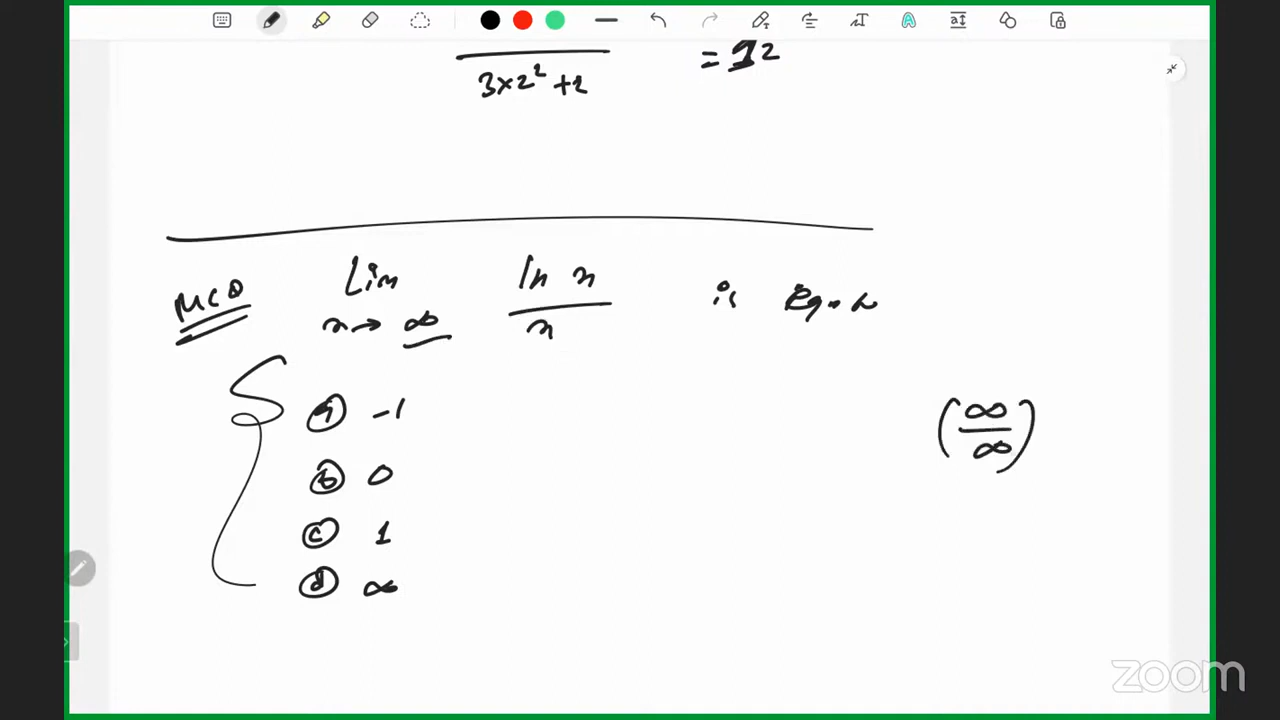 3×2² +2 = 12
MCQ Lim x→ ∞ ln x / x is Equal
(a) -1
(∞/∞)
(b) 0
(c) 1
(d) ∞
zoom